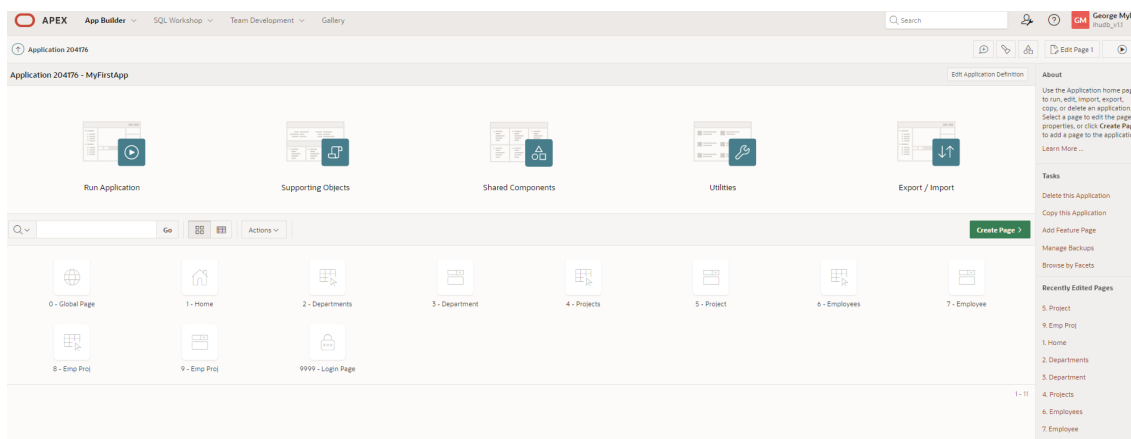 APEX App Builder SQL Workshop Team Development Gallery Search GM George
lhudb_v11
Application 204176 Edit Page 1
Application 204176 - MyFirstApp Edit Application Definition
Run Application Supporting Objects Shared Components Utilities Export / Import
Go Actions Create Page
0 - Global Page 1 - Home 2 - Departments 3 - Department 4 - Projects 5 - Project 6 - Employees 7 - Employee
8 - Emp Proj 9 - Emp Proj 9999 - Login Page
1 - 11
About
Use the Application home
to run, edit, import, export,
copy, or delete an application.
Select a page to edit the page
properties, or click Create
to add a page to the
Learn More ...
Tasks
Delete this Application
Copy this Application
Add Feature Page
Manage Backups
Browse by Facets
Recently Edited Pages
5. Project
9. Emp Proj
1. Home
2. Departments
3. Department
4. Projects
6. Employees
7. Employee